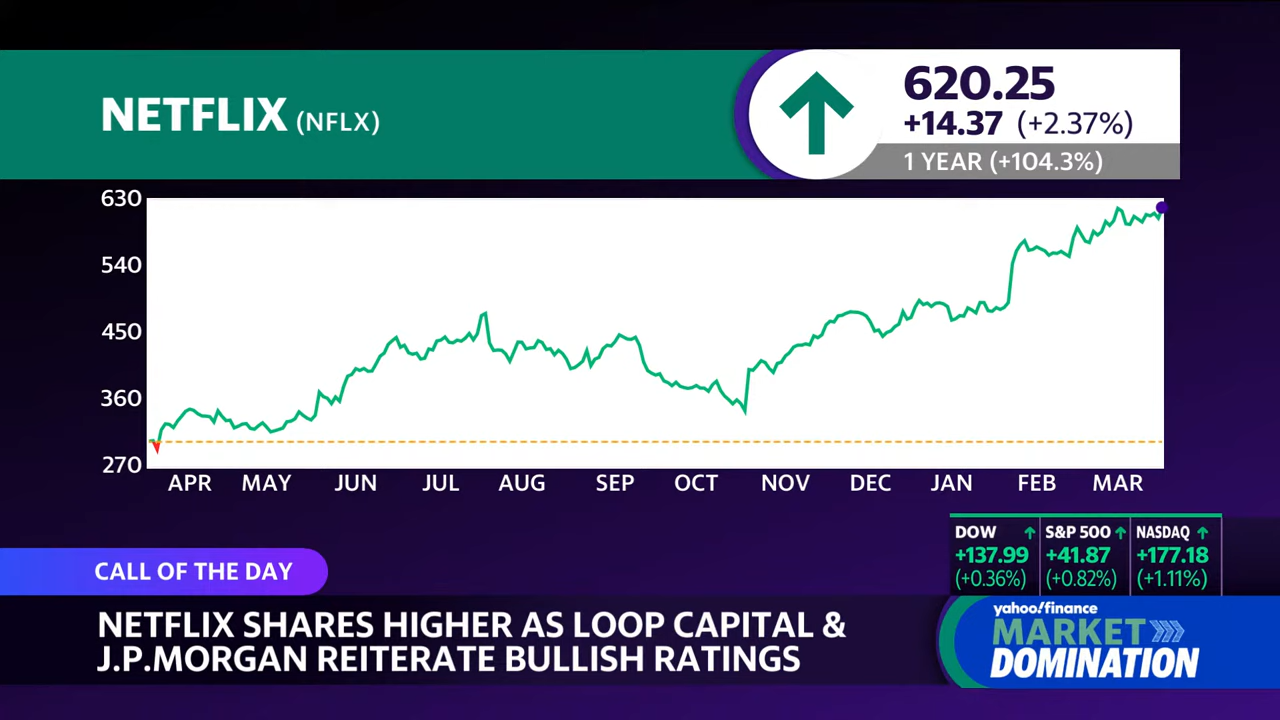 NETFLIX (NFLX)
620.25
+14.37 (+2.37%)
1 YEAR (+104.3%)
630
540
450
360
270
APR MAY JUN JUL AUG SEP OCT NOV DEC JAN FEB MAR
DOW S&P 500 NASDAQ
+137.99 +41.87 +177.18
(+0.36%) (+0.82%) (+1.11%)
CALL OF THE DAY
NETFLIX SHARES HIGHER AS LOOP CAPITAL &
J.P.MORGAN REITERATE BULLISH RATINGS
yahoo!finance
MARKET
DOMINATION